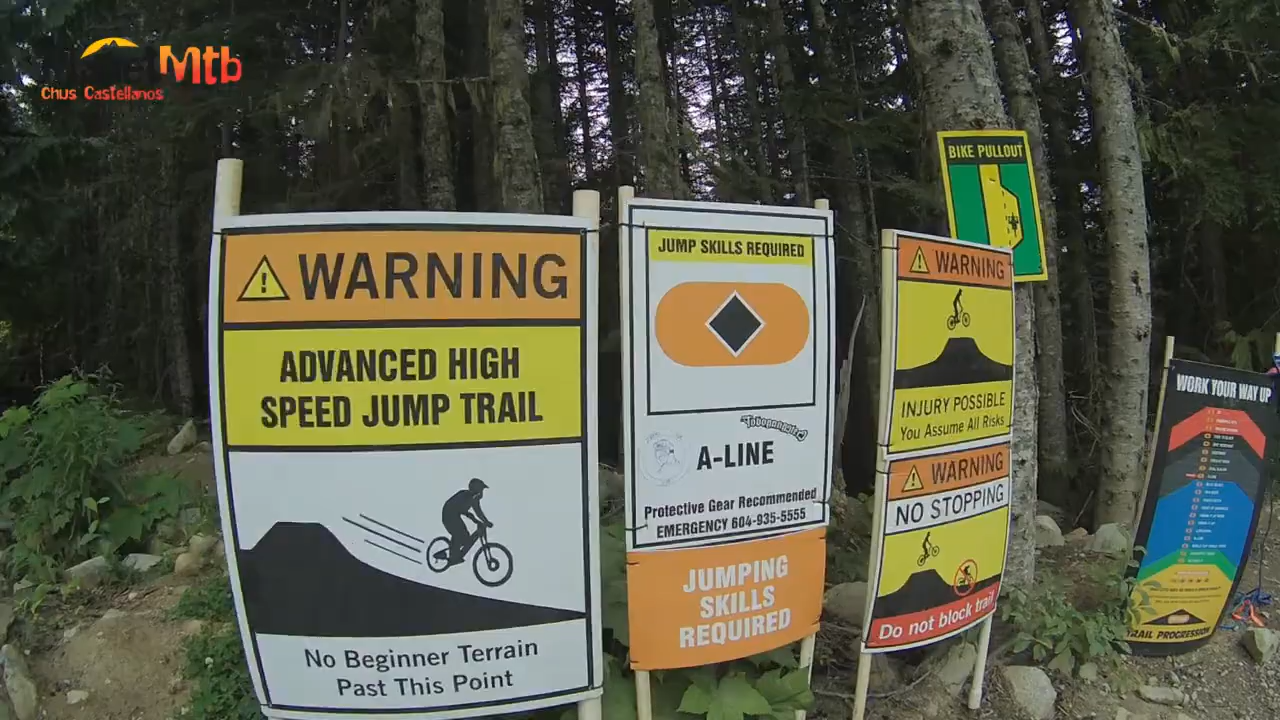 Mtb
Chus Castellanos
WARNING
ADVANCED HIGH
SPEED JUMP TRAIL
No Beginner Terrain
Past This Point
JUMP SKILLS REQUIRED
A-LINE
Protective Gear Recommended
EMERGENCY 604-935-5555
JUMPING
SKILLS
REQUIRED
WARNING
INJURY POSSIBLE
You Assume All Risks
WARNING
NO STOPPING
Do not block trail
BIKE PULLOUT
WORK YOUR WAY UP
TRAIL PROGRESSION